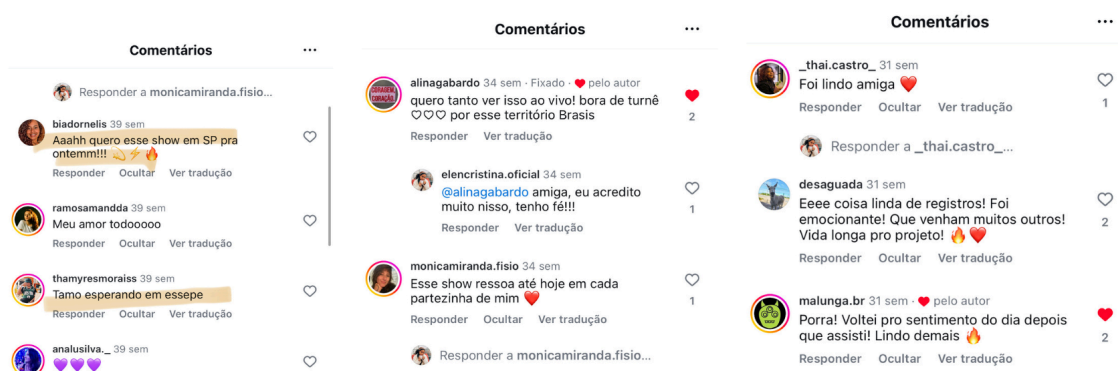 Comentários
Responder a monicamiranda.fisio...
biadornelis 39 sem
Aaahh quero esse show em SP pra
ontemm!!! 💫⚡🔥
Responder Ocultar Ver tradução
ramosamandda 39 sem
Meu amor todooooo
Responder Ocultar Ver tradução
thamyresmoraiss 39 sem
Tamo esperando em essepe
Responder Ocultar Ver tradução
analusilva._ 39 sem
💜💜💜
Comentários
alinagabardo 34 sem · Fixado · ♥ pelo autor
quero tanto ver isso ao vivo! bora de turnê
♡♡♡ por esse território Brasis
2
Responder Ver tradução
elencristina.oficial 34 sem
@alinagabardo amiga, eu acredito
muito nisso, tenho fé!!!
1
Responder Ver tradução
monicamiranda.fisio 34 sem
Esse show ressoa até hoje em cada
partezinha de mim ❤️
1
Responder Ocultar Ver tradução
Responder a monicamiranda.fisio...
Comentários
_thai.castro_ 31 sem
Foi lindo amiga ❤️
1
Responder Ocultar Ver tradução
Responder a _thai.castro_...
desaguada 31 sem
Eeee coisa linda de registros! Foi
emocionante! Que venham muitos outros!
2
Vida longa pro projeto! 🔥❤️
Responder Ocultar Ver tradução
malunga.br 31 sem · ♥ pelo autor
Porra! Voltei pro sentimento do dia depois
que assisti! Lindo demais 🔥
2
Responder Ocultar Ver tradução